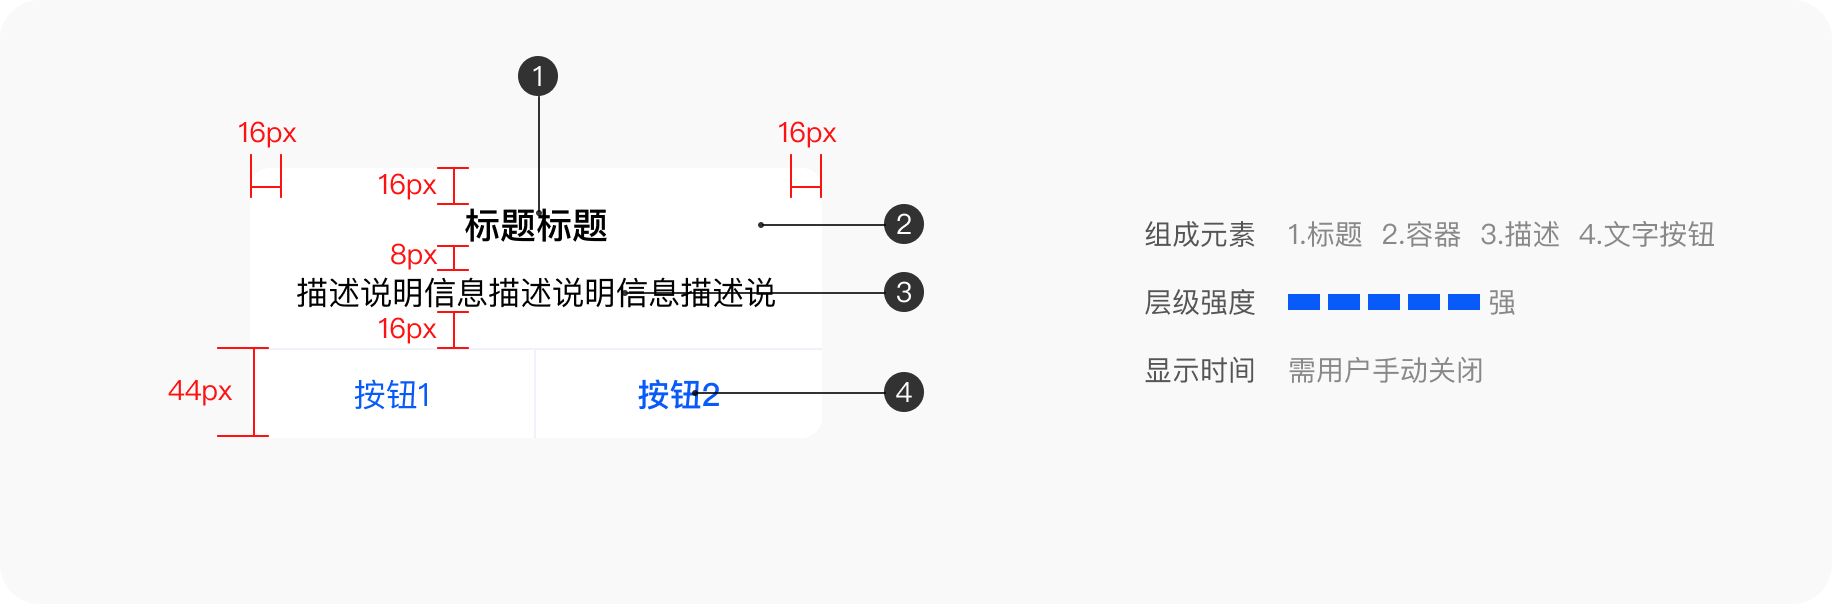 1
16px
16px
16px
标题标题
2
8px
描述说明信息描述说明信息描述说
3
16px
44px
按钮1
按钮2
4
组成元素 1.标题 2.容器 3.描述 4.文字按钮
层级强度 强
显示时间 需用户手动关闭